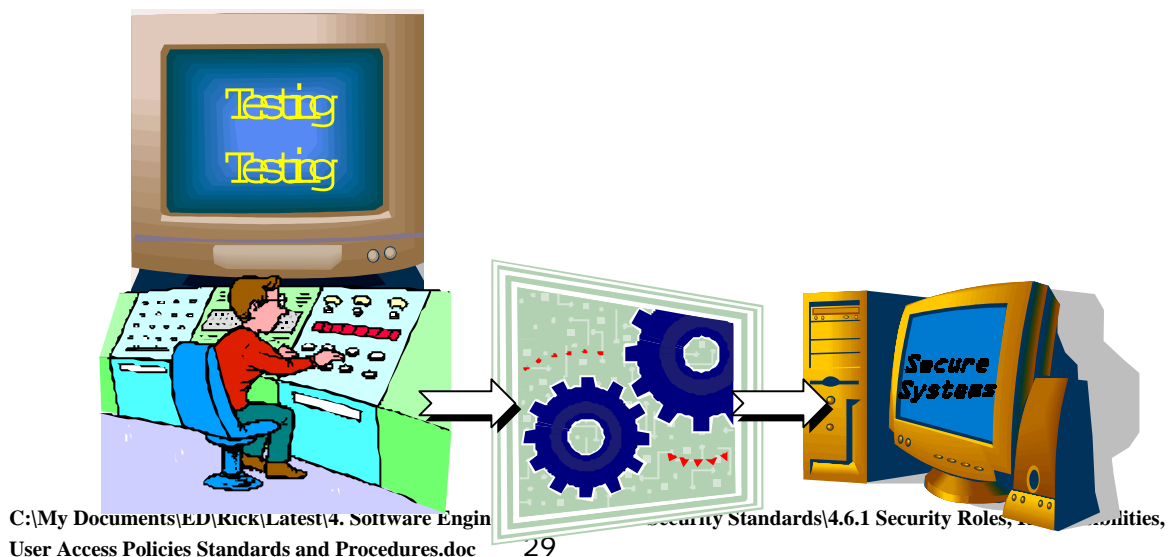 Testing
Testing
Secure
Systems
C:\My Documents\ED\Rick\Latest\4. Software Engin Security Standards\4.6.1 Security Roles,
User Access Policies Standards and Procedures.doc 29